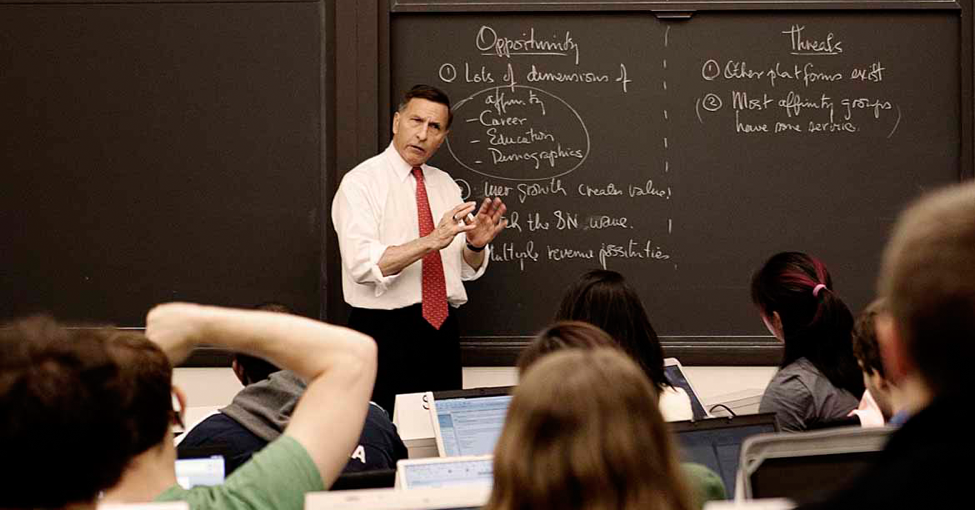 Opportunity
① Lots of dimensions of
affinity
- Career
- Education
- Demographics
User growth creates value!
the SN wave.
Multiple revenue possibilities
Threats
① Other platforms exist
(② Most affinity groups
have some service.)
A